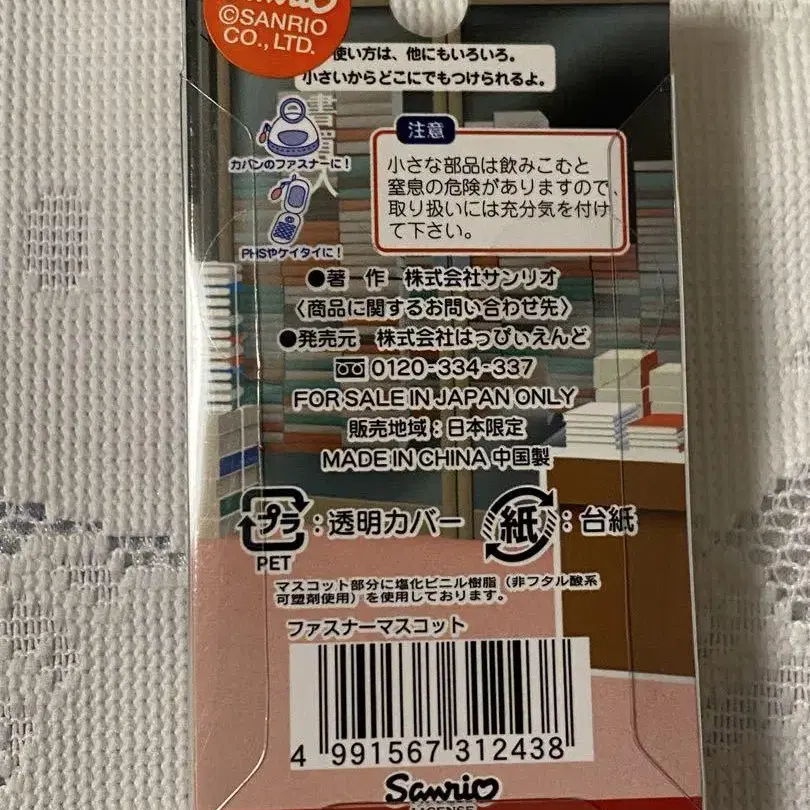 Sanrio
©SANRIO
CO., LTD.
使い方は、他にもいろいろ。
小さいからどこにでもつけられるよ。
書買入
カバンのファスナーに!
PHSやケイタイに!
注意
小さな部品は飲みこむと
窒息の危険がありますので、
取り扱いには充分気を付け
て下さい。
●著 作 株式会社サンリオ
〈商品に関するお問い合わせ先〉
●発売元 株式会社はっぴぃえんど
0120-334-337
FOR SALE IN JAPAN ONLY
販売地域:日本限定
MADE IN CHINA 中国製
プラ:透明カバー
PET
紙:台紙
マスコット部分に塩化ビニル樹脂(非フタル酸系
可塑剤使用)を使用しております。
ファスナーマスコット
4 991567 312438
Sanrio
LICENSE